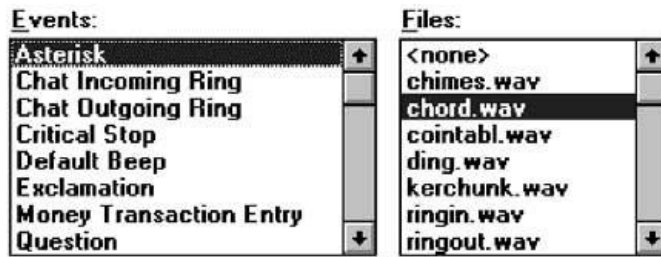 Events:
Asterisk
Chat Incoming Ring
Chat Outgoing Ring
Critical Stop
Default Beep
Exclamation
Money Transaction Entry
Question
Files:
<none>
chimes.wav
chord.wav
cointabl.wav
ding.wav
kerchunk.wav
ringin.wav
ringout.wav